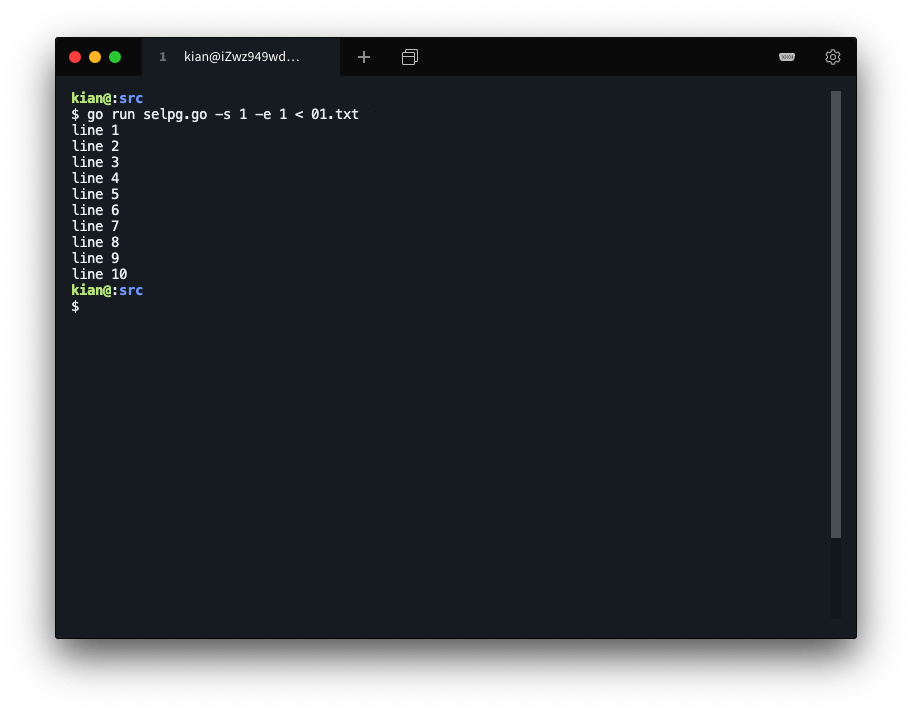 1 kian@iZwz949wd...
kian@:src
$ go run selpg.go -s 1 -e 1 < 01.txt
line 1
line 2
line 3
line 4
line 5
line 6
line 7
line 8
line 9
line 10
kian@:src
$